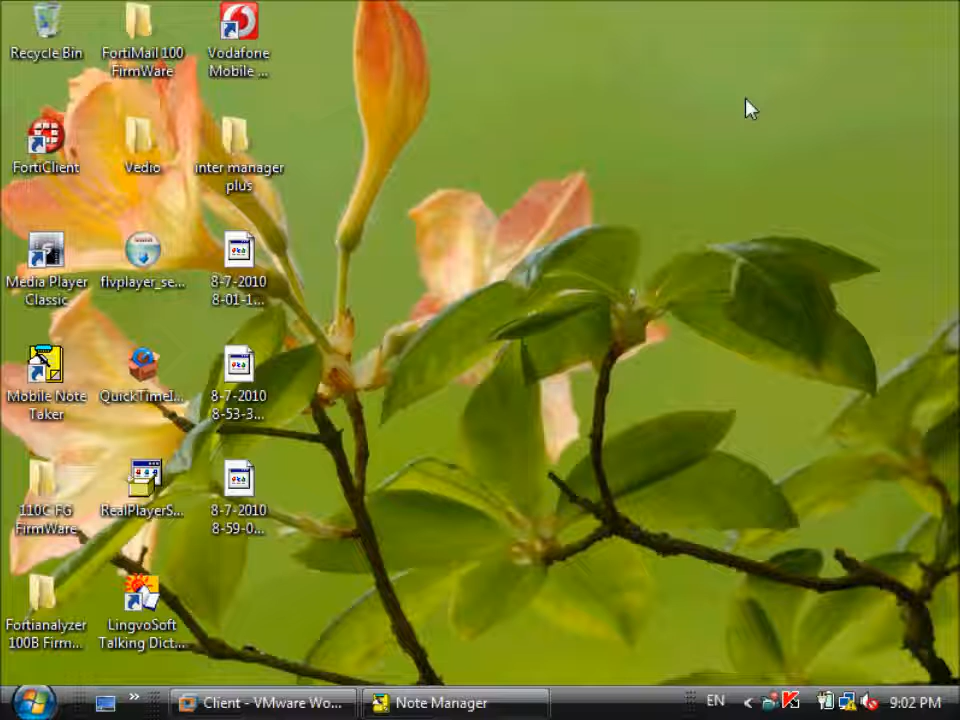 Recycle Bin
FortiMail 100
FirmWare
Vodafone
Mobile ...
FortiClient
Vedio
inter manager
plus
Media Player
Classic
flvplayer_se...
8-7-2010
8-01-1...
Mobile Note
Taker
QuickTimeI...
8-7-2010
8-53-3...
110C FG
FirmWare
RealPlayerS...
8-7-2010
8-59-0...
Fortianalyzer
100B Firm...
LingvoSoft
Talking Dict...
Client - VMware Wo...
Note Manager
EN
9:02 PM